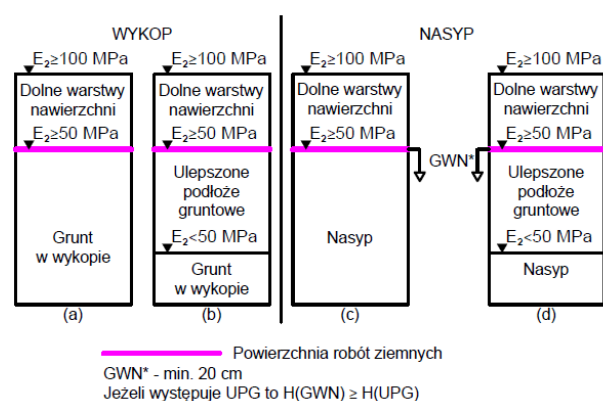 WYKOP
NASYP
E₂≥100 MPa
Dolne warstwy
nawierzchni
E₂≥50 MPa
Grunt
w wykopie
(a)
E₂≥100 MPa
Dolne warstwy
nawierzchni
E₂≥50 MPa
Ulepszone
podłoże
gruntowe
E₂<50 MPa
Grunt
w wykopie
(b)
E₂≥100 MPa
Dolne warstwy
nawierzchni
E₂≥50 MPa
Nasyp
(c)
GWN*
E₂≥100 MPa
Dolne warstwy
nawierzchni
E₂≥50 MPa
Ulepszone
podłoże
gruntowe
E₂<50 MPa
Nasyp
(d)
Powierzchnia robót ziemnych
GWN* - min. 20 cm
Jeżeli występuje UPG to H(GWN) ≥ H(UPG)